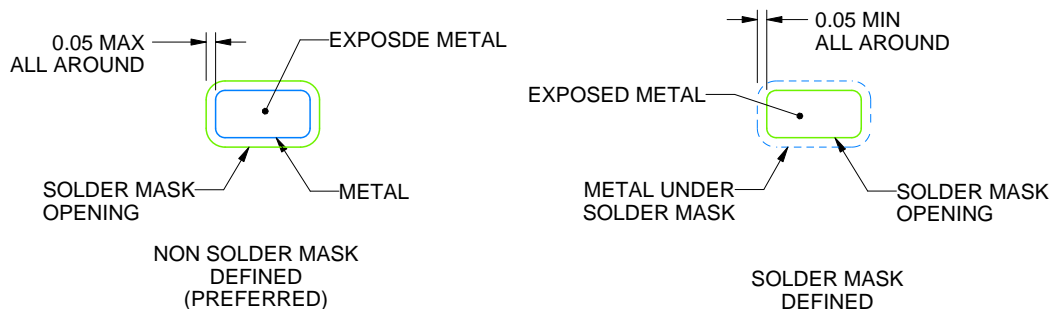 0.05 MAX
ALL AROUND
EXPOSDE METAL
SOLDER MASK
OPENING
METAL
NON SOLDER MASK
DEFINED
(PREFERRED)
0.05 MIN
ALL AROUND
EXPOSED METAL
METAL UNDER
SOLDER MASK
SOLDER MASK
OPENING
SOLDER MASK
DEFINED